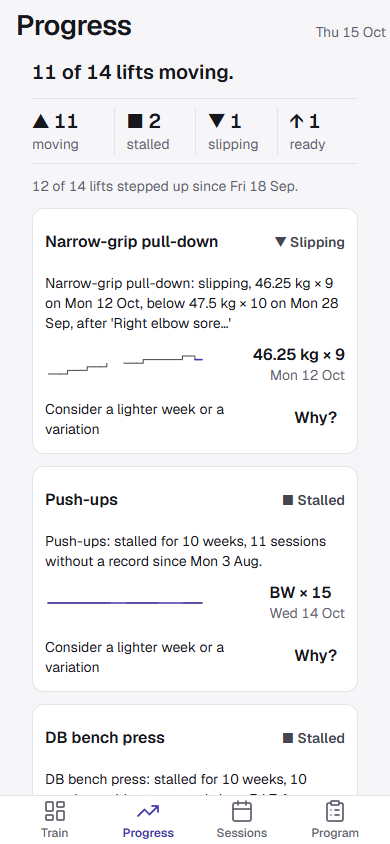 Progress
Thu 15 Oct
11 of 14 lifts moving.
▲ 11
moving
■ 2
stalled
▼ 1
slipping
↑ 1
ready
12 of 14 lifts stepped up since Fri 18 Sep.
Narrow-grip pull-down
▼ Slipping
Narrow-grip pull-down: slipping, 46.25 kg × 9
on Mon 12 Oct, below 47.5 kg × 10 on Mon 28
Sep, after 'Right elbow sore…'
46.25 kg × 9
Mon 12 Oct
Consider a lighter week or a
variation
Why?
Push-ups
■ Stalled
Push-ups: stalled for 10 weeks, 11 sessions
without a record since Mon 3 Aug.
BW × 15
Wed 14 Oct
Consider a lighter week or a
variation
Why?
DB bench press
■ Stalled
DB bench press: stalled for 10 weeks, 10
Train
Progress
Sessions
Program